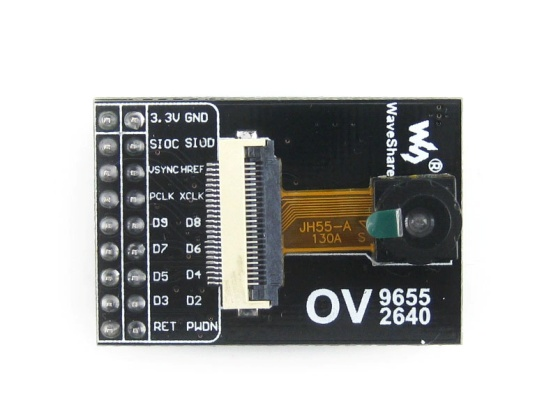 3.3V GND
SIOC SIOD
VSYNC HREF
PCLK XCLK
D9 D8
D7 D6
D5 D4
D3 D2
RET PWDN
JH55-A
130A S
OV 9655
2640
WaveShare
®